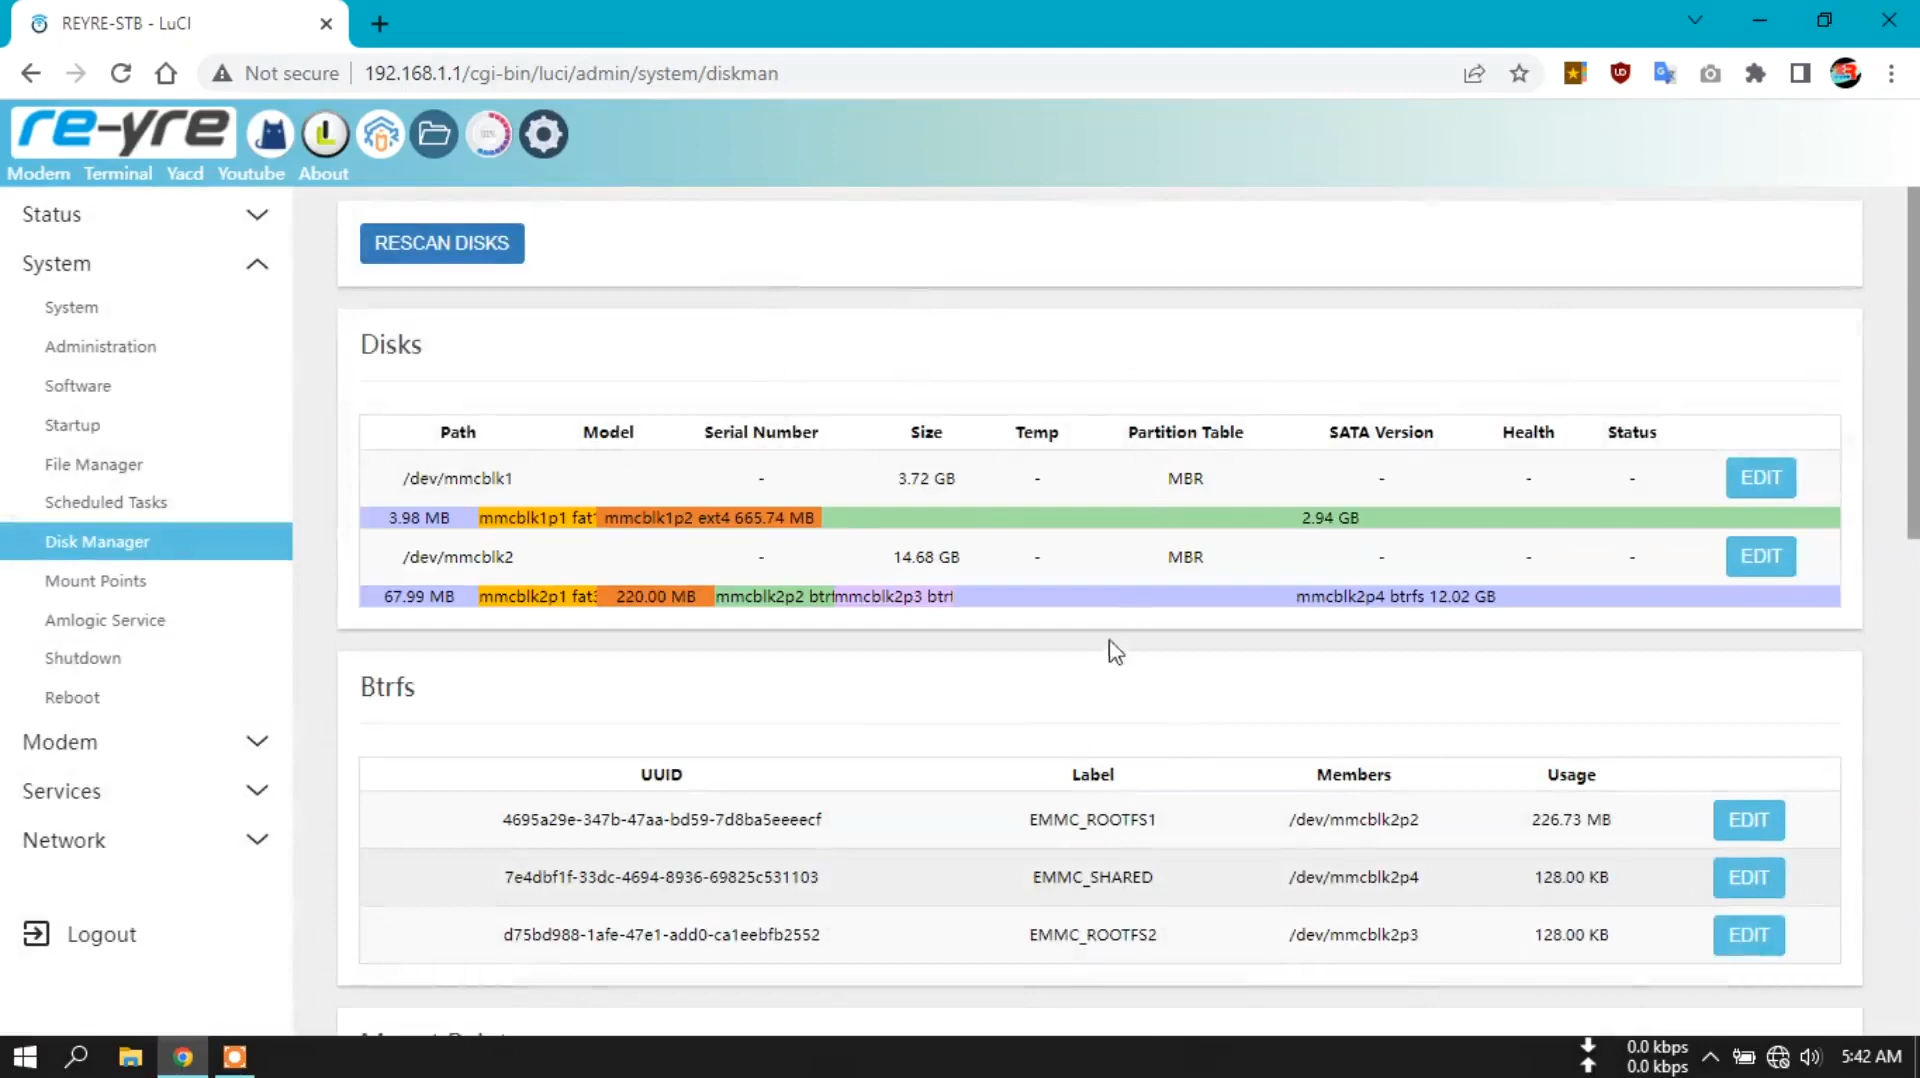 REYRE-STB - LuCI
Not secure
192.168.1.1/cgi-bin/luci/admin/system/diskman
re-yre
Modem Terminal Yacd Youtube About
Status
System
System
Administration
Software
Startup
File Manager
Scheduled Tasks
Disk Manager
Mount Points
Amlogic Service
Shutdown
Reboot
Modem
Services
Network
Logout
RESCAN DISKS
Disks
Path Model Serial Number Size Temp Partition Table SATA Version Health Status
/dev/mmcblk1 - 3.72 GB - MBR - - - EDIT
3.98 MB mmcblk1p1 fat mmcblk1p2 ext4 665.74 MB 2.94 GB
/dev/mmcblk2 - 14.68 GB - MBR - - - EDIT
67.99 MB mmcblk2p1 fat 220.00 MB mmcblk2p2 btr mmcblk2p3 btr mmcblk2p4 btrfs 12.02 GB
Btrfs
UUID Label Members Usage
4695a29e-347b-47aa-bd59-7d8ba5eeeecf EMMC_ROOTFS1 /dev/mmcblk2p2 226.73 MB EDIT
7e4dbf1f-33dc-4694-8936-69825c531103 EMMC_SHARED /dev/mmcblk2p4 128.00 KB EDIT
d75bd988-1afe-47e1-add0-ca1eebfb2552 EMMC_ROOTFS2 /dev/mmcblk2p3 128.00 KB EDIT
0.0 kbps
0.0 kbps
5:42 AM